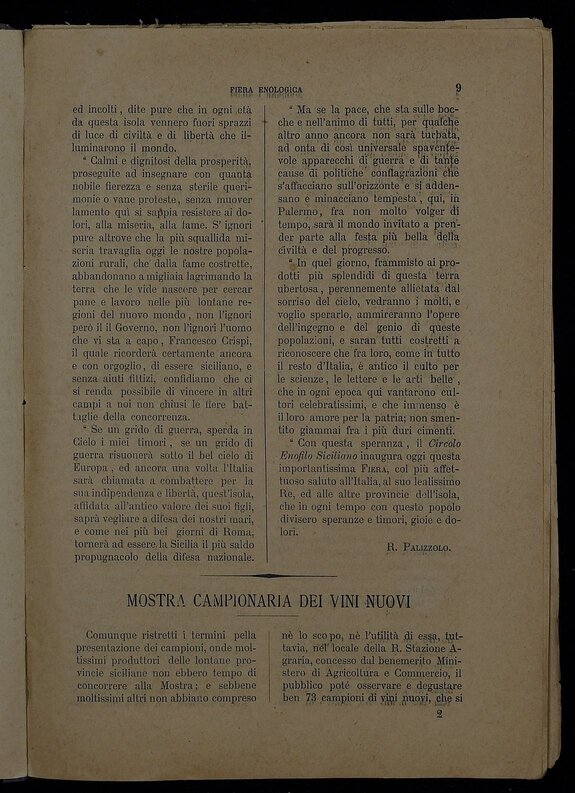 FIERA ENOLOGICA
9
ed incolti, dite pure che in ogni età
da questa isola vennero fuori sprazzi
di luce di civiltà e di libertà che il-
luminarono il mondo.
“ Calmi e dignitosi della prosperità,
proseguite ad insegnare con quanta
nobile fierezza e senza sterile queri-
monie o vane proteste, senza muover
lamento quì si sappia resistere ai do-
lori, alla miseria, alla fame. S' ignori
pure altrove che la più squallida mi-
seria travaglia oggi le nostre popola-
zioni rurali, che dalla fame costrette,
abbandonano a migliaia lagrimando la
terra che le vide nascere per cercar
pane e lavoro nelle più lontane re-
gioni del nuovo mondo, non l'ignori
però il il Governo, non l'ignori l'uomo
che vi sta a capo, Francesco Crispi,
il quale ricorderà certamente ancora
e con orgoglio, di essere siciliano, e
senza aiuti fittizi, confidiamo che ci
si renda possibile di vincere in altri
campi a noi non chiusi le fiere bat-
taglie della concorrenza.
“ Se un grido di guerra, sperda in
Cielo i miei timori, se un grido di
guerra risuonerà sotto il bel cielo di
Europa, ed ancora una volta l'Italia
sarà chiamata a combattere per la
sua indipendenza e libertà, quest'isola,
affidata all'antico valore dei suoi figli,
saprà vegliare a difesa dei nostri mari,
e come nei più bei giorni di Roma,
tornerà ad essere la Sicilia il più saldo
propugnacolo della difesa nazionale.
“ Ma se la pace, che sta sulle boc-
che e nell'animo di tutti, per qualche
altro anno ancora non sarà turbata,
ad onta di così universale spavente-
vole apparecchi di guerra e di tante
cause di politiche conflagrazioni che
s'affacciano sull'orizzonte e si adden-
sano e minacciano tempesta, qui, in
Palermo, fra non molto volger di
tempo, sarà il mondo invitato a pren-
der parte alla festa più bella della
civiltà e del progresso.
“ In quel giorno, frammisto ai pro-
dotti più splendidi di questa terra
ubertosa, perennemente allietata dal
sorriso del cielo, vedranno i molti, e
voglio sperarlo, ammireranno l'opere
dell'ingegno e del genio di queste
popolazioni, e saran tutti costretti a
riconoscere che fra loro, come in tutto
il resto d'Italia, è antico il culto per
le scienze, le lettere e le arti belle,
che in ogni epoca qui vantarono cul-
tori celebratissimi, e che immenso è
il loro amore per la patria; non smen-
tito giammai fra i più duri cimenti.
“ Con questa speranza, il Circolo
Enofilo Siciliano inaugura oggi questa
importantissima FIERA, col più affet-
tuoso saluto all'Italia, al suo lealissimo
Re, ed alle altre provincie dell'isola,
che in ogni tempo con questo popolo
divisero speranze e timori, gioie e do-
lori.
R. PALIZZOLO.
MOSTRA CAMPIONARIA DEI VINI NUOVI
Comunque ristretti i termini pella
presentazione dei campioni, onde mol-
tissimi produttori delle lontane pro-
vincie siciliane non ebbero tempo di
concorrere alla Mostra; e sebbene
moltissimi altri non abbiano compreso
nè lo scopo, nè l'utilità di essa, tut-
tavia, nel locale della R. Stazione A-
graria, concesso dal benemerito Mini-
stero di Agricoltura e Commercio, il
pubblico poté osservare e degustare
ben 73 campioni di vini nuovi, che si
2